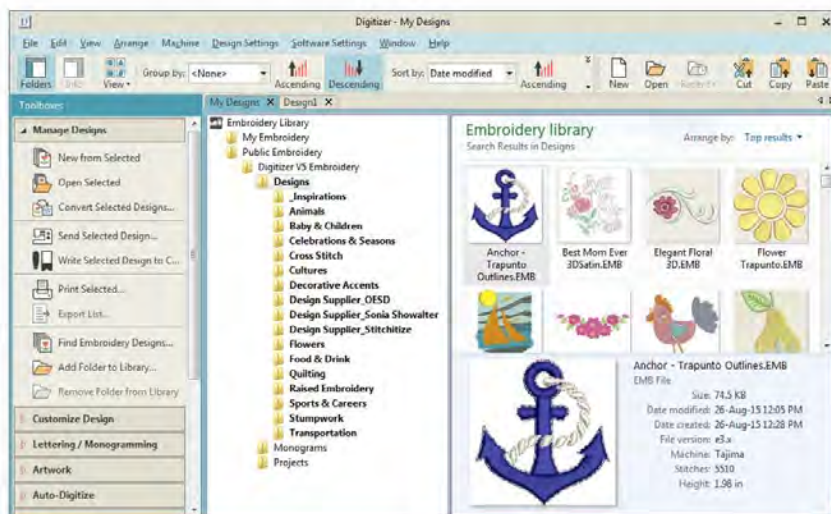 Digitizer - My Designs
File Edit View Arrange Machine Design Settings Software Settings Window Help
Folders View Group by: <None> Ascending Descending Sort by: Date modified Ascending New Open Recent Cut Copy Paste
Toolboxes
My Designs X Design1 X
Manage Designs
New from Selected
Open Selected
Convert Selected Designs...
Send Selected Design...
Write Selected Design to C...
Print Selected...
Export List...
Find Embroidery Designs...
Add Folder to Library...
Remove Folder from Library
Customize Design
Lettering / Monogramming
Artwork
Auto-Digitize
Embroidery Library
My Embroidery
Public Embroidery
Digitizer V5 Embroidery
Designs
_Inspirations
Animals
Baby & Children
Celebrations & Seasons
Cross Stitch
Cultures
Decorative Accents
Design Supplier_OESD
Design Supplier_Sonia Showalter
Design Supplier_Stitchitize
Flowers
Food & Drink
Quilting
Raised Embroidery
Sports & Careers
Stumpwork
Transportation
Monograms
Projects
Embroidery library
Search Results in Designs
Arrange by: Top results
Anchor - Trapunto Outlines.EMB
Best Mom Ever 3DSatin.EMB
Elegant Floral 3D.EMB
Flower Trapunto.EMB
Anchor - Trapunto Outlines.EMB
EMB File
Size: 74.5 KB
Date modified: 26-Aug-15 12:05 PM
Date created: 26-Aug-15 12:28 PM
File version: e3.x
Machine: Tajima
Stitches: 5510
Height: 1.98 in